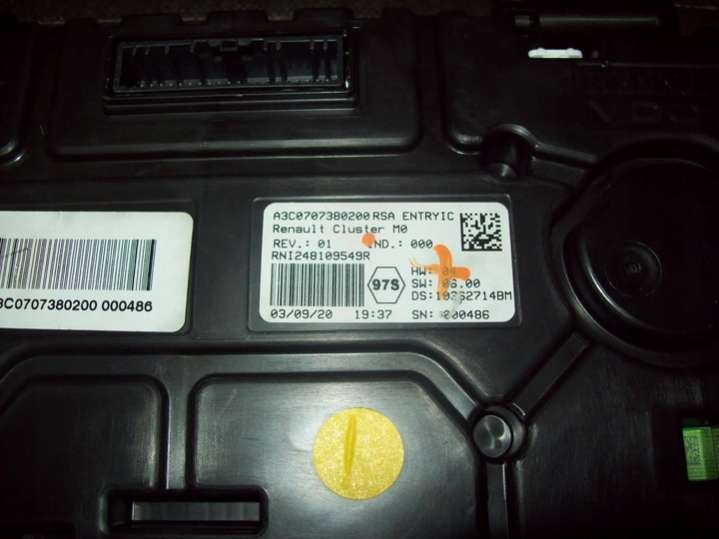 A3C0707380200 RSA ENTRYIC
Renault Cluster M0
REV.: 01 IND.: 000
RNI248109549R
HW: 04
97S
SW: 06.00
DS:10362714BM
03/09/20 19:37 SN: 000486
3C0707380200 000486